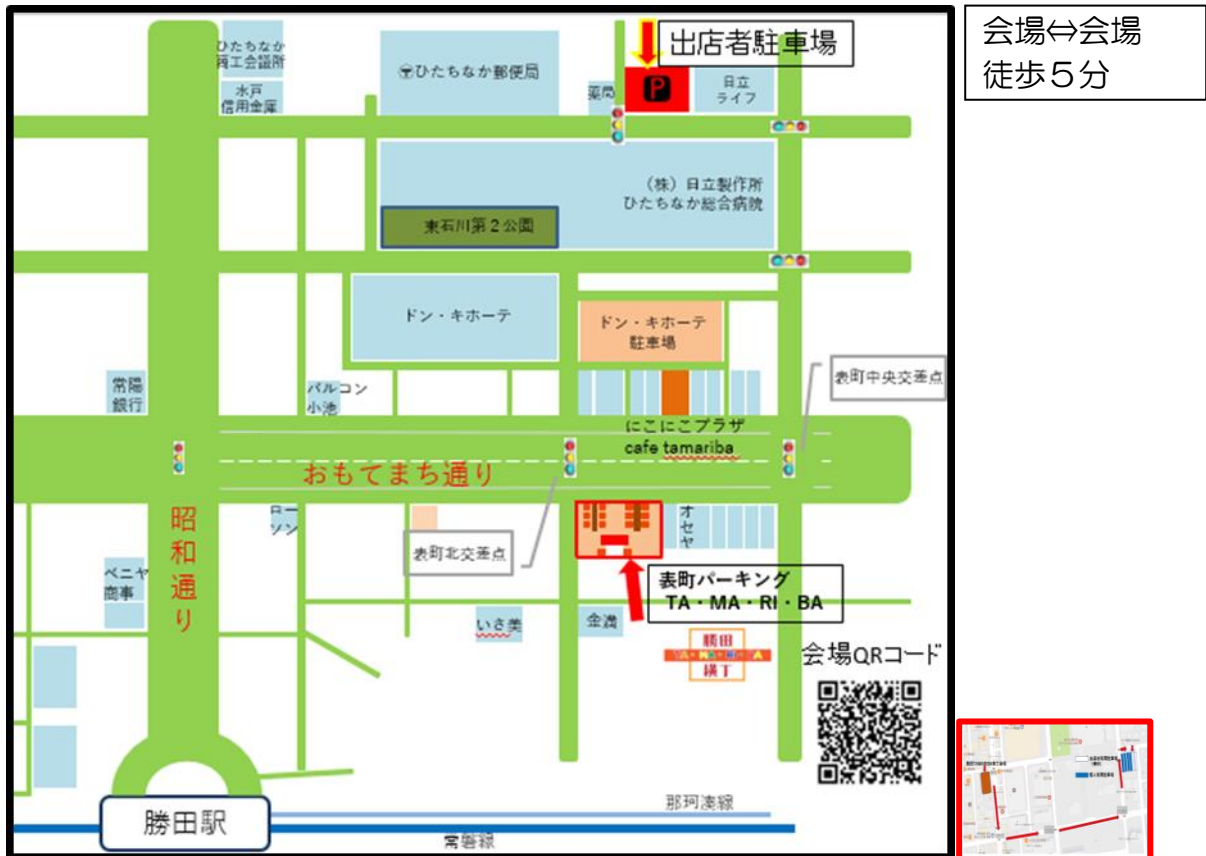 ひたちなか
商工会議所
水戸
信用金庫
〒ひたちなか郵便局
出店者駐車場
薬局
P
日立
ライフ
会場⇔会場
徒歩５分
（株）日立製作所
ひたちなか総合病院
東石川第２公園
ドン・キホーテ
ドン・キホーテ
駐車場
表町中央交差点
常陽
銀行
パルコン
小池
にこにこプラザ
cafe tamariba
おもてまち通り
昭和通り
ローソン
オセヤ
表町北交差点
ベニヤ
商事
表町パーキング
TA・MA・RI・BA
いさ美
金満
勝田
TA・MA・RI・BA
横丁
会場QRコード
勝田駅
那珂湊線
常磐線